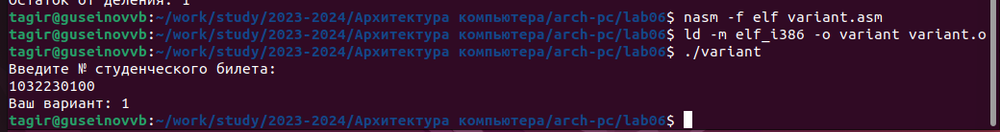 Остаток от деления: 1
tagir@guseinovvb:~/work/study/2023-2024/Архитектура компьютера/arch-pc/lab06$ nasm -f elf variant.asm
tagir@guseinovvb:~/work/study/2023-2024/Архитектура компьютера/arch-pc/lab06$ ld -m elf_i386 -o variant variant.o
tagir@guseinovvb:~/work/study/2023-2024/Архитектура компьютера/arch-pc/lab06$ ./variant
Введите № студенческого билета:
1032230100
Ваш вариант: 1
tagir@guseinovvb:~/work/study/2023-2024/Архитектура компьютера/arch-pc/lab06$